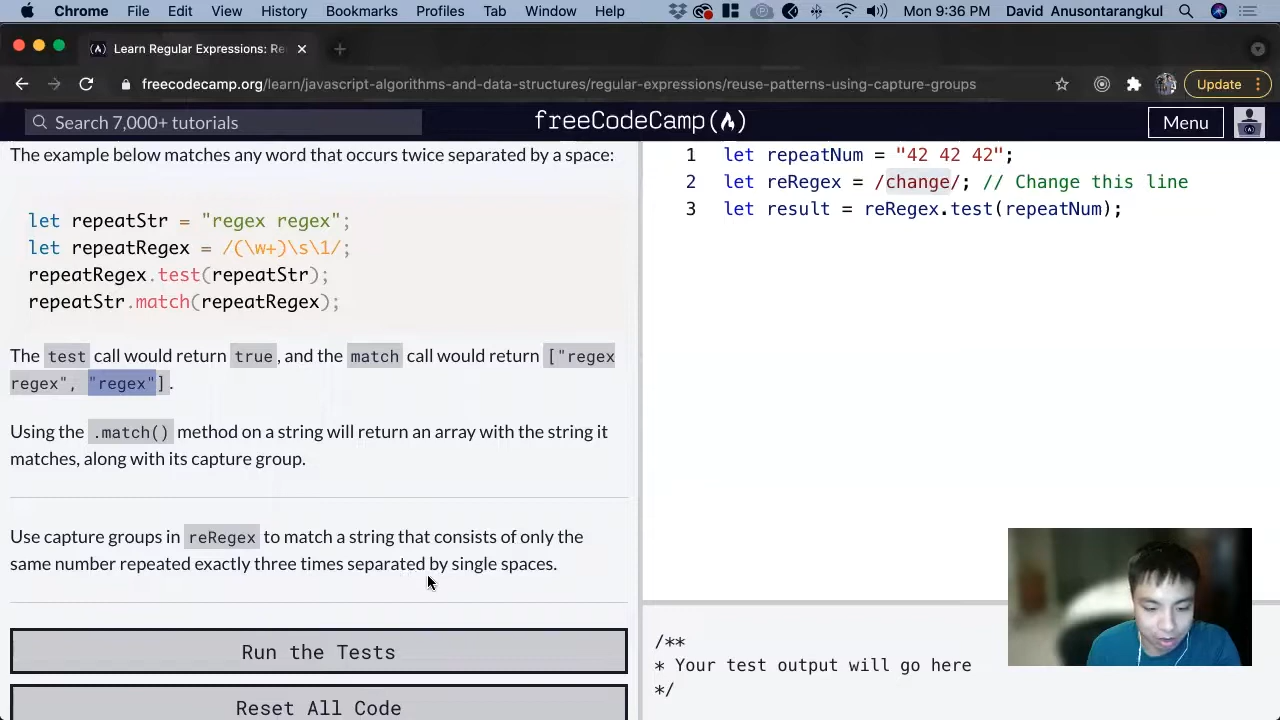 Chrome File Edit View History Bookmarks Profiles Tab Window Help Mon 9:36 PM David Anusontarangkul
Learn Regular Expressions: Re
freecodecamp.org/learn/javascript-algorithms-and-data-structures/regular-expressions/reuse-patterns-using-capture-groups Update
Search 7,000+ tutorials freeCodeCamp Menu
The example below matches any word that occurs twice separated by a space:
let repeatStr = "regex regex";
let repeatRegex = /(\w+)\s\1/;
repeatRegex.test(repeatStr);
repeatStr.match(repeatRegex);
The test call would return true, and the match call would return ["regex
regex", "regex"].
Using the .match() method on a string will return an array with the string it
matches, along with its capture group.
Use capture groups in reRegex to match a string that consists of only the
same number repeated exactly three times separated by single spaces.
Run the Tests
Reset All Code
1 let repeatNum = "42 42 42";
2 let reRegex = /change/; // Change this line
3 let result = reRegex.test(repeatNum);
/**
* Your test output will go here
*/